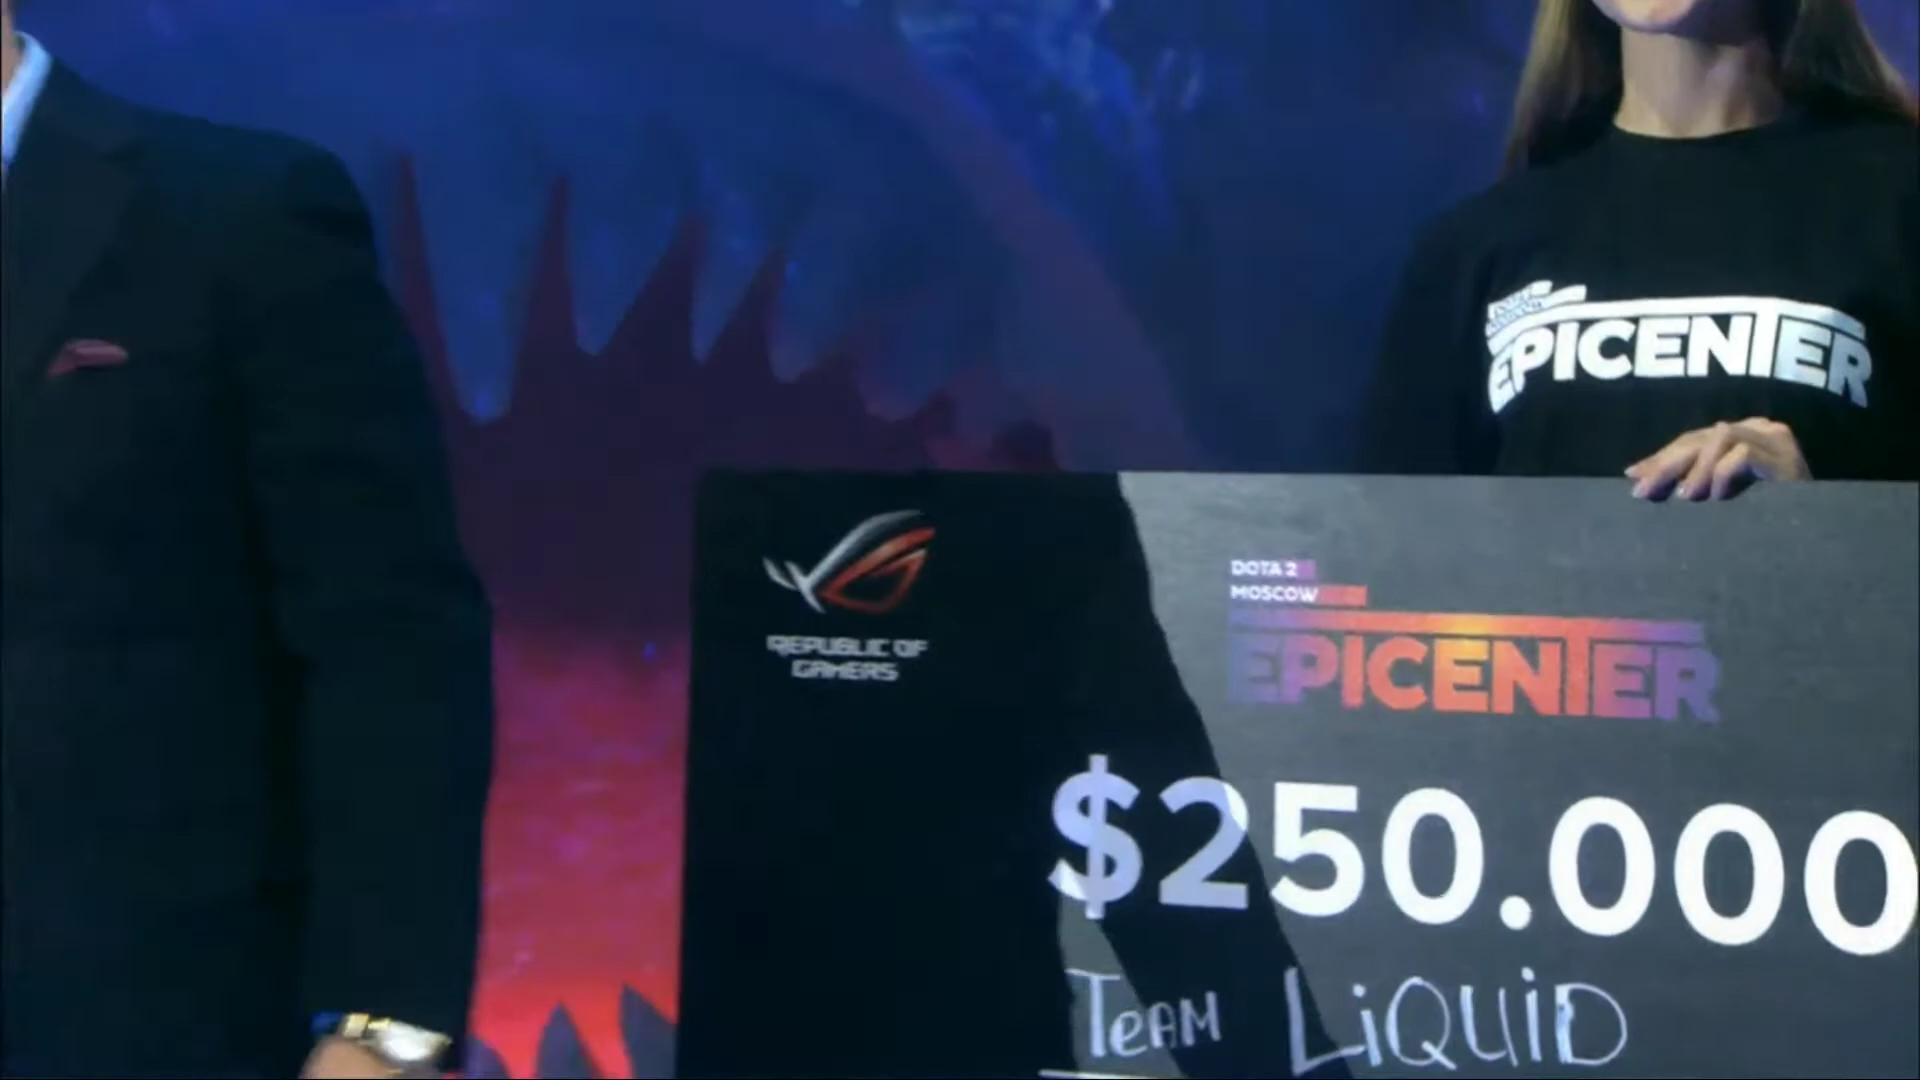 EPICENTER
REPUBLIC OF
GAMERS
DOTA 2
MOSCOW
EPICENTER
$250.000
TEAM LIQUID